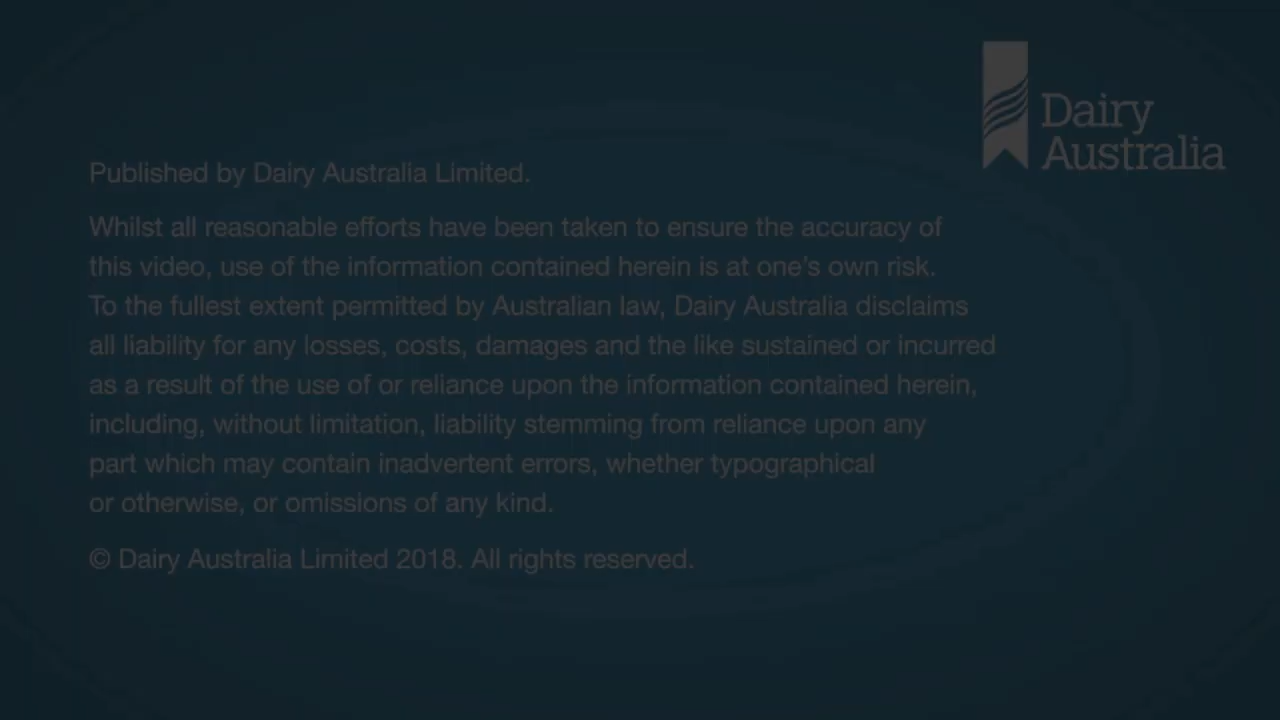 Dairy
Australia
Published by Dairy Australia Limited.
Whilst all reasonable efforts have been taken to ensure the accuracy of
this video, use of the information contained herein is at one's own risk.
To the fullest extent permitted by Australian law, Dairy Australia disclaims
all liability for any losses, costs, damages and the like sustained or incurred
as a result of the use of or reliance upon the information contained herein,
including, without limitation, liability stemming from reliance upon any
part which may contain inadvertent errors, whether typographical
or otherwise, or omissions of any kind.
© Dairy Australia Limited 2018. All rights reserved.